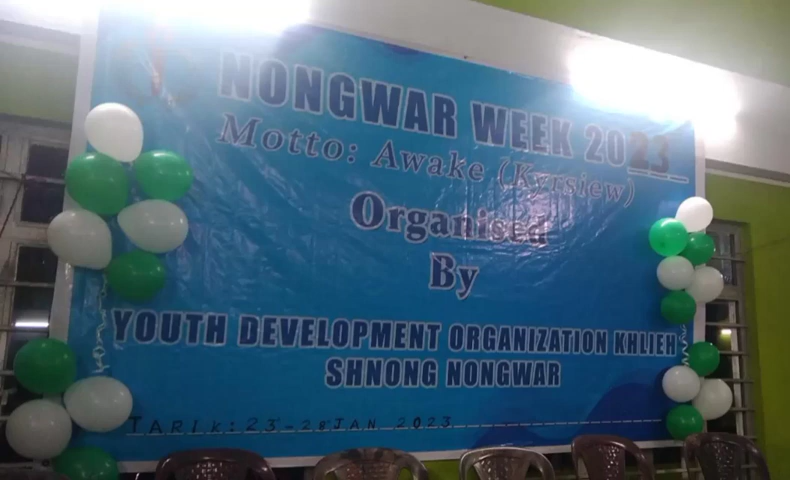 NONGWAR WEEK 2023
Motto: Awake (Kyrsiew)
Organised
By
YOUTH DEVELOPMENT ORGANIZATION KHLIEH
SHNONG NONGWAR
TARIK: 23-28 JAN 2023